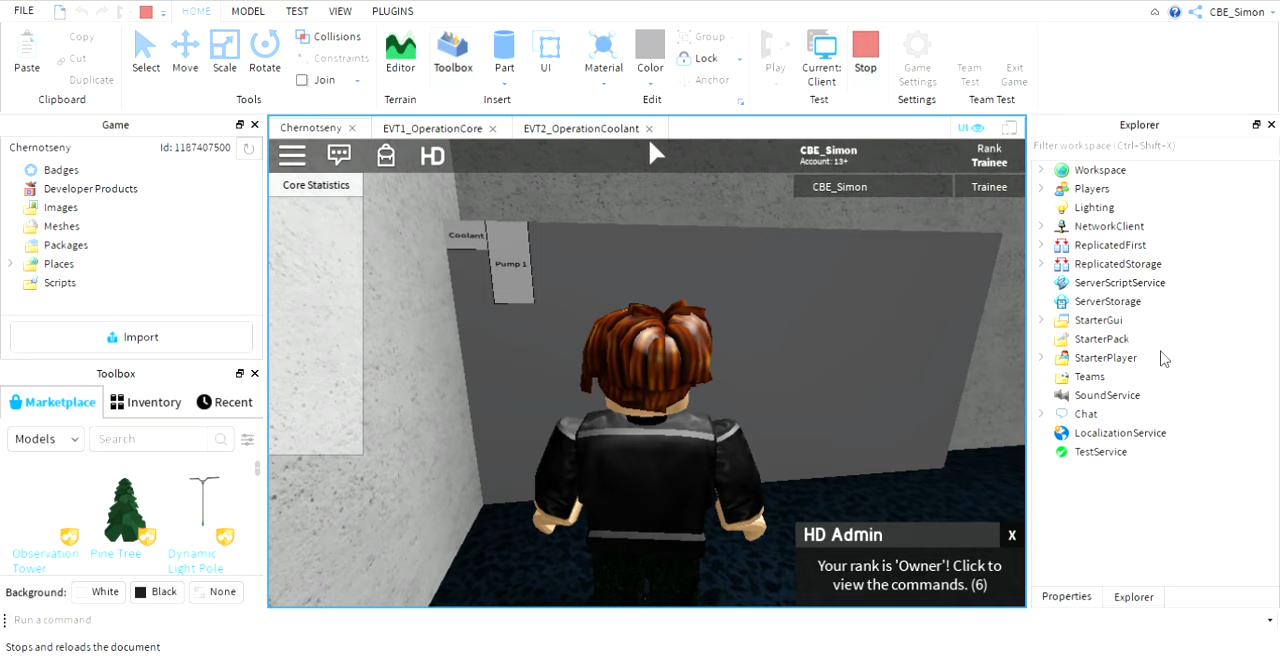 FILE
HOME
MODEL
TEST
VIEW
PLUGINS
CBE_Simon
Paste
Copy
Cut
Duplicate
Clipboard
Select
Move
Scale
Rotate
Collisions
Constraints
Join
Tools
Editor
Terrain
Toolbox
Part
UI
Insert
Material
Color
Group
Lock
Anchor
Edit
Play
Current:
Client
Stop
Test
Game
Settings
Settings
Team
Test
Exit
Game
Team Test
Game
Chernotseny
Id: 1187407500
Badges
Developer Products
Images
Meshes
Packages
Places
Scripts
Import
Toolbox
Marketplace
Inventory
Recent
Models
Search
Observation
Tower
Pine Tree
Dynamic
Light Pole
Background:
White
Black
None
Run a command
Stops and reloads the document
Chernotseny
EVT1_OperationCore
EVT2_OperationCoolant
UI
HD
CBE_Simon
Account: 13+
Rank
Trainee
CBE_Simon
Trainee
Core Statistics
Coolant
Pump 1
HD Admin
X
Your rank is 'Owner'! Click to
view the commands. (6)
Explorer
Filter workspace (Ctrl+Shift+X)
Workspace
Players
Lighting
NetworkClient
ReplicatedFirst
ReplicatedStorage
ServerScriptService
ServerStorage
StarterGui
StarterPack
StarterPlayer
Teams
SoundService
Chat
LocalizationService
TestService
Properties
Explorer